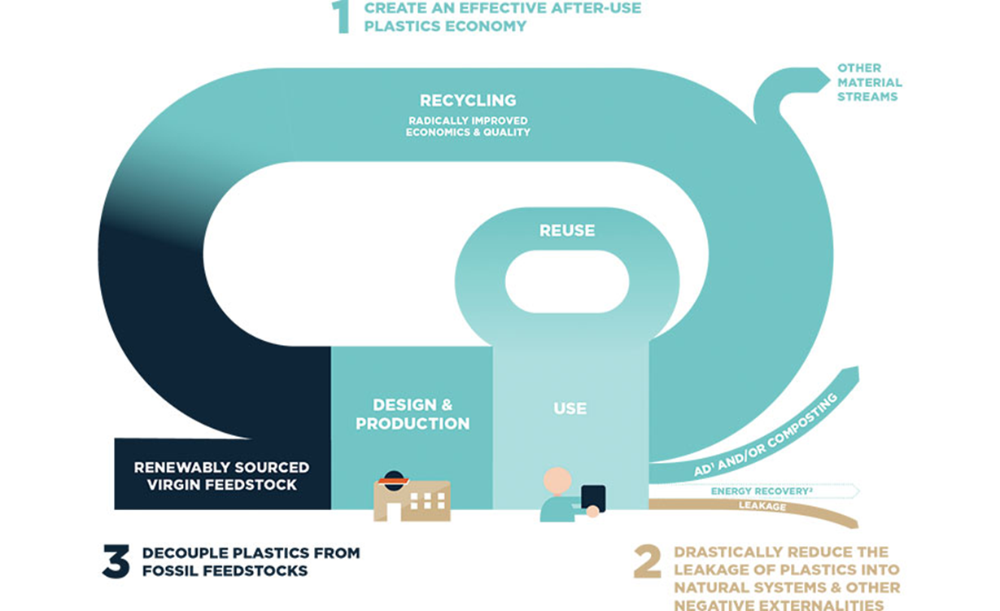 1 CREATE AN EFFECTIVE AFTER-USE
PLASTICS ECONOMY
OTHER
MATERIAL
STREAMS
RECYCLING
RADICALLY IMPROVED
ECONOMICS & QUALITY
REUSE
DESIGN &
PRODUCTION
USE
RENEWABLY SOURCED
VIRGIN FEEDSTOCK
AD¹ AND/OR COMPOSTING
ENERGY RECOVERY²
LEAKAGE
3 DECOUPLE PLASTICS FROM
FOSSIL FEEDSTOCKS
2 DRASTICALLY REDUCE THE
LEAKAGE OF PLASTICS INTO
NATURAL SYSTEMS & OTHER
NEGATIVE EXTERNALITIES